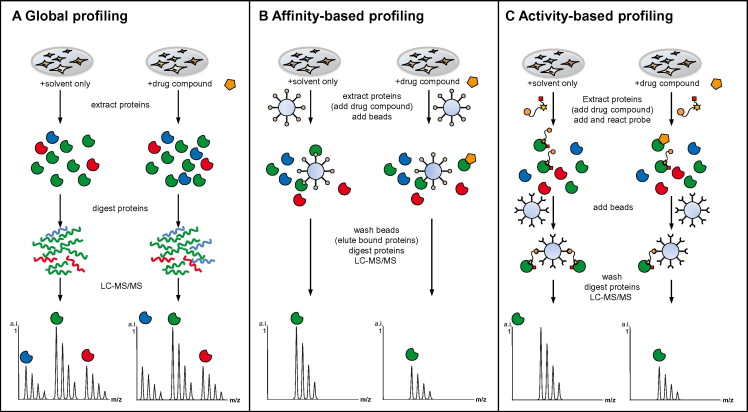 A Global profiling
+solvent only
+drug compound
extract proteins
digest proteins
LC-MS/MS
a.i.
1
m/z
a.i.
1
m/z
B Affinity-based profiling
+solvent only
+drug compound
extract proteins
(add drug compound)
add beads
wash beads
(elute bound proteins)
digest proteins
LC-MS/MS
a.i.
1
m/z
a.i.
1
m/z
C Activity-based profiling
+solvent only
+drug compound
Extract proteins
(add drug compound)
add and react probe
add beads
wash
digest proteins
LC-MS/MS
a.i.
1
m/z
a.i.
1
m/z